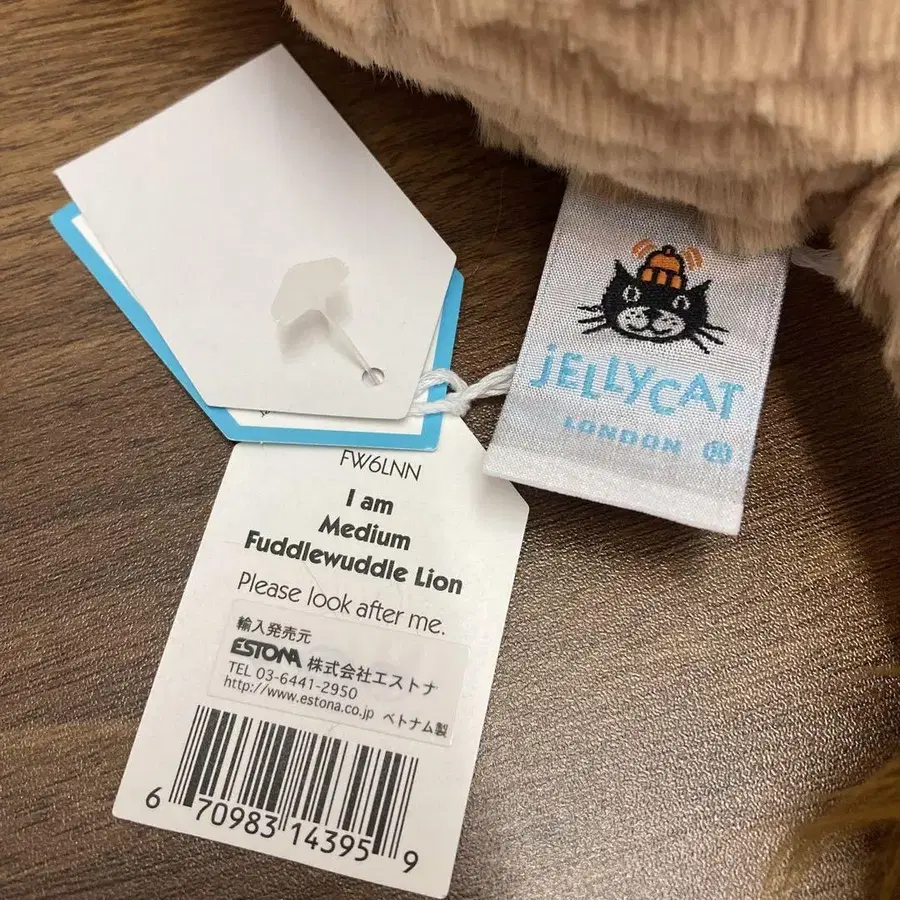 jELLYCAT
LONDON
FW6LNN
I am
Medium
Fuddlewuddle Lion
Please look after me.
輸入発売元
ESTONA 株式会社エストナ
TEL 03-6441-2950
http://www.estona.co.jp ベトナム製
6 70983 14395 9